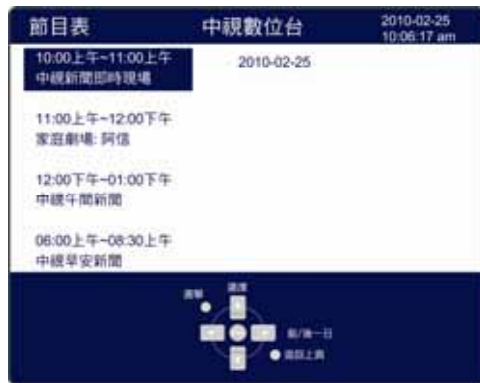 節目表
中視數位台
2010-02-25
10:06:17 am
10:00上午~11:00上午
中視新聞即時現場
2010-02-25
11:00上午~12:00下午
家庭劇場: 阿信
12:00下午~01:00下午
中視午間新聞
06:00上午~08:30上午
中視早安新聞
選單
選擇
前/後一日
返回上頁